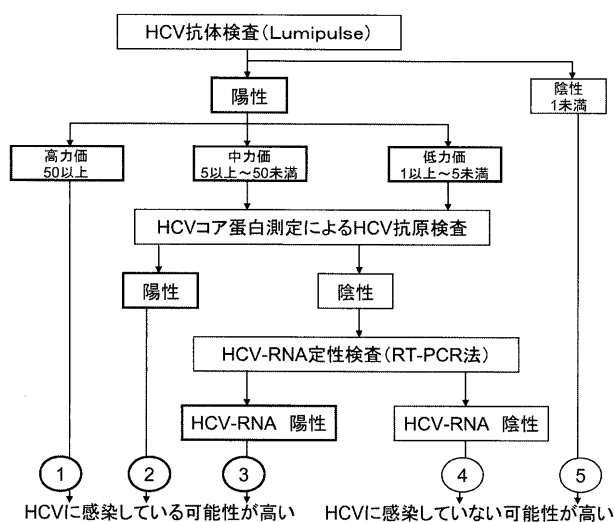 HCV抗体検査(Lumipulse)
陽性
陰性
1未満
高力価
50以上
中力価
5以上～50未満
低力価
1以上～5未満
HCVコア蛋白測定によるHCV抗原検査
陽性
陰性
HCV-RNA定性検査(RT-PCR法)
HCV-RNA 陽性
HCV-RNA 陰性
1
2
3
4
5
HCVに感染している可能性が高い
HCVに感染していない可能性が高い